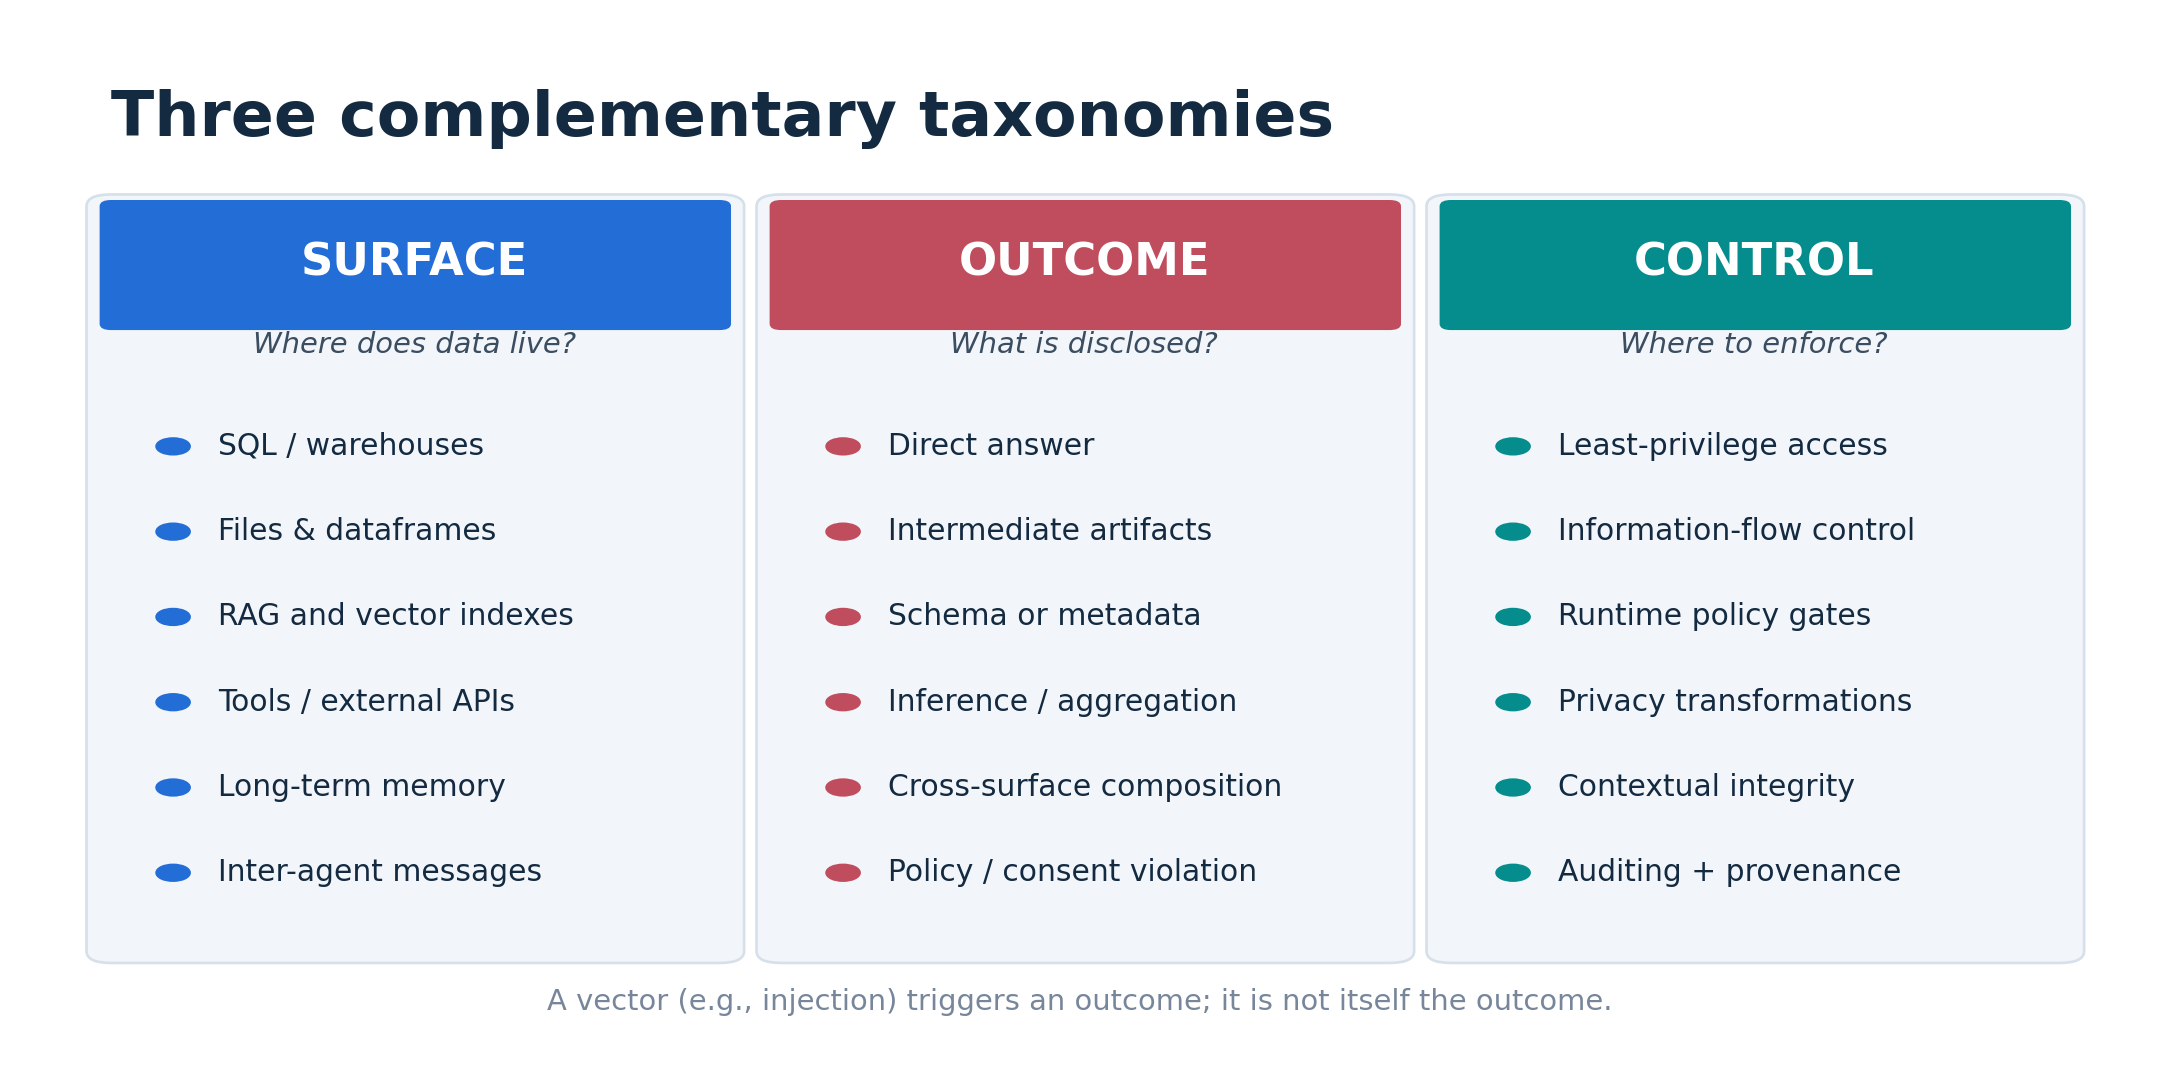 Three complementary taxonomies
SURFACE
Where does data live?
SQL / warehouses
Files & dataframes
RAG and vector indexes
Tools / external APIs
Long-term memory
Inter-agent messages
OUTCOME
What is disclosed?
Direct answer
Intermediate artifacts
Schema or metadata
Inference / aggregation
Cross-surface composition
Policy / consent violation
CONTROL
Where to enforce?
Least-privilege access
Information-flow control
Runtime policy gates
Privacy transformations
Contextual integrity
Auditing + provenance
A vector (e.g., injection) triggers an outcome; it is not itself the outcome.